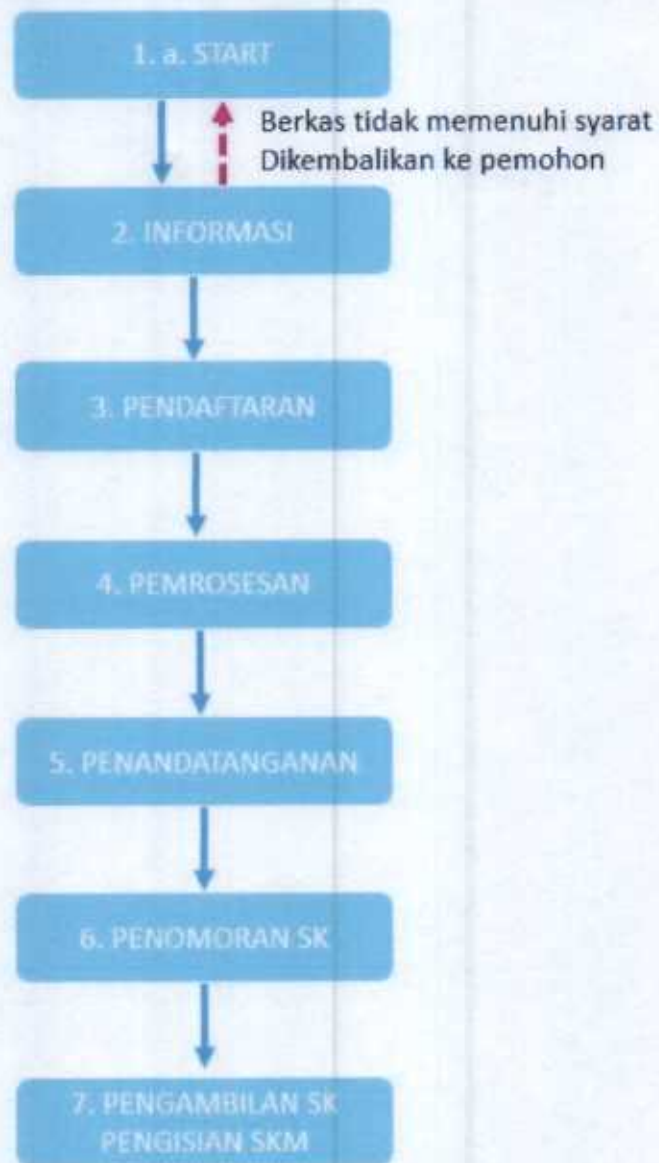 1. a. START
Berkas tidak memenuhi syarat
Dikembalikan ke pemohon
2. INFORMASI
3. PENDAFTARAN
4. PEMROSESAN
5. PENANDATANGANAN
6. PENOMORAN SK
7. PENGAMBILAN SK
PENGISIAN SKM